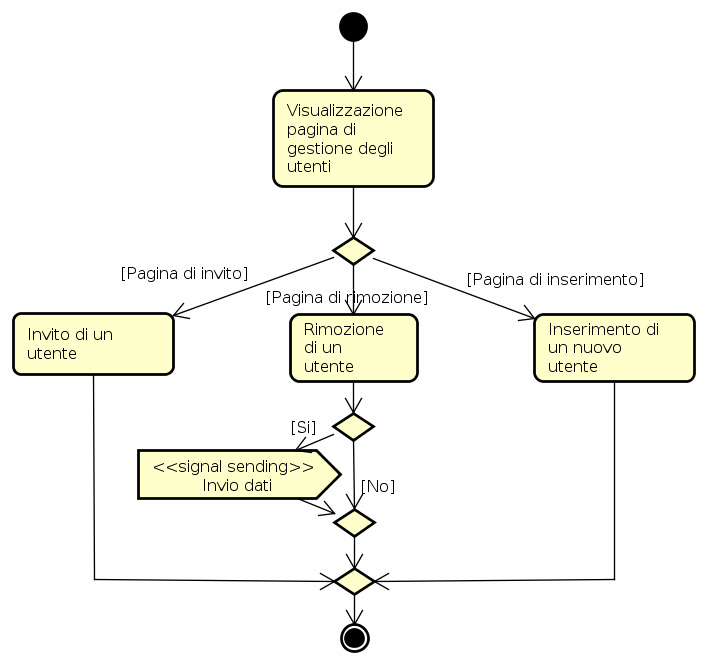 Visualizzazione
pagina di
gestione degli
utenti
[Pagina di invito]
[Pagina di rimozione]
[Pagina di inserimento]
Invito di un
utente
Rimozione
di un
utente
Inserimento di
un nuovo
utente
[Si]
<<signal sending>>
Invio dati
[No]